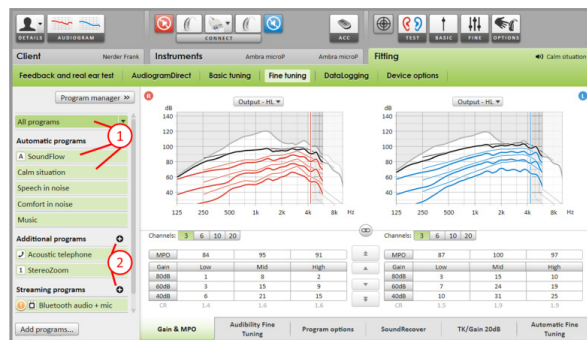 DETAILS AUDIOGRAM CONNECT ACC TEST BASIC FINE OPTIONS
Client Nerder Frank Instruments Ambra microP Ambra microP Fitting Calm situation
Feedback and real ear test AudiogramDirect Basic tuning Fine tuning DataLogging Device options
Program manager >>
All programs
Automatic programs
A SoundFlow
Calm situation
Speech in noise
Comfort in noise
Music
Additional programs
Acoustic telephone
1 StereoZoom
Streaming programs
Bluetooth audio + mic
Add programs...
1
2
R Output - HL
dB
140
120
100
80
60
40
125 250 500 1k 2k 4k 8k Hz
L Output - HL
dB
140
120
100
80
60
40
125 250 500 1k 2k 4k 8k Hz
Channels: 3 6 10 20
MPO 84 95 91
Gain Low Mid High
80dB 1 8 2
60dB 3 15 9
40dB 6 21 15
CR 1.4 1.6 1.6
Channels: 3 6 10 20
MPO 87 100 97
Gain Low Mid High
80dB 3 15 10
60dB 7 24 19
40dB 10 31 25
CR 1.5 1.9 1.9
Gain & MPO Audibility Fine Tuning Program options SoundRecover TK/Gain 20dB Automatic Fine Tuning